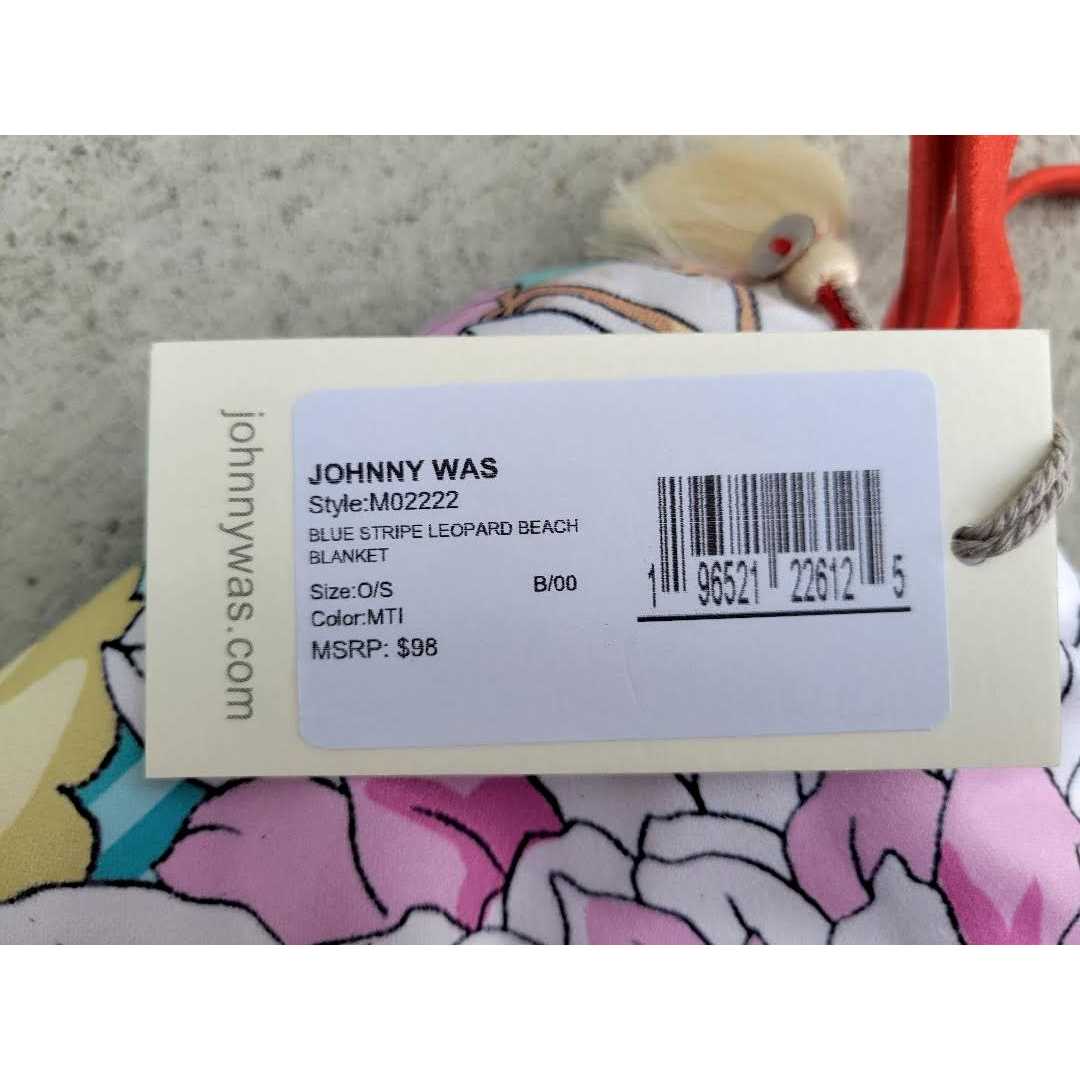 johnnywas.com
JOHNNY WAS
Style:M02222
BLUE STRIPE LEOPARD BEACH
BLANKET
Size:O/S B/00
Color:MTI
MSRP: $98
1 96521 22612 5